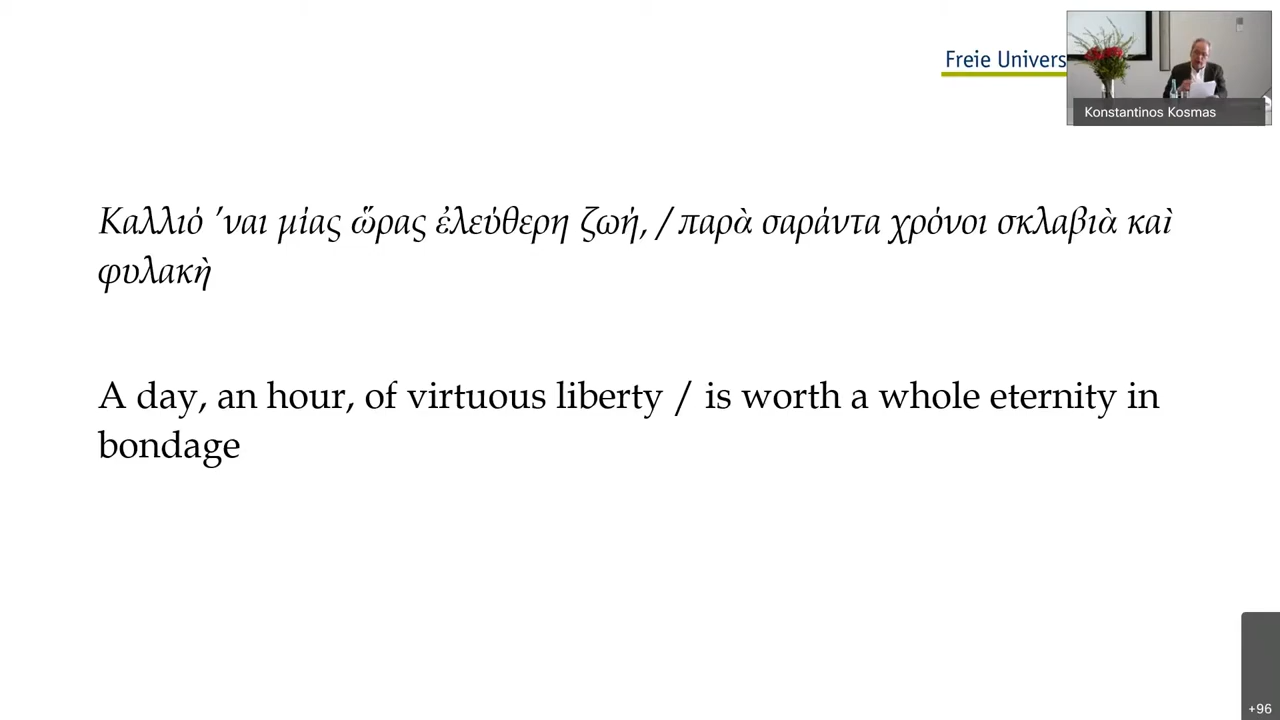 Freie Univers
Konstantinos Kosmas
Καλλιό ’ναι μίας ὥρας ἐλεύθερη ζωή, / παρὰ σαράντα χρόνοι σκλαβιὰ καὶ
φυλακὴ
A day, an hour, of virtuous liberty / is worth a whole eternity in
bondage
+96